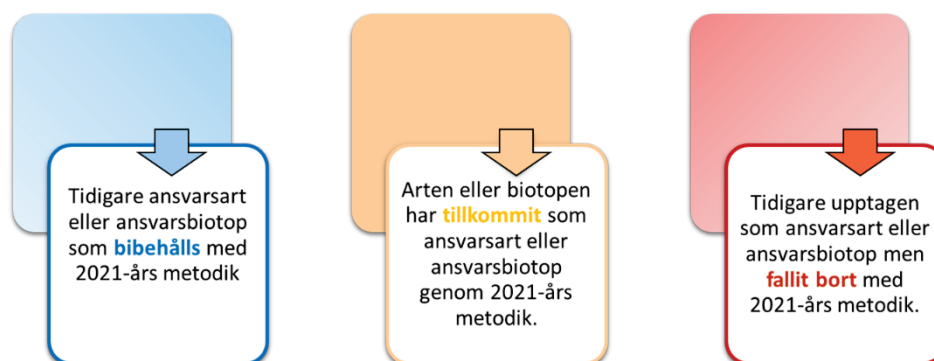 Tidigare ansvarsart
eller ansvarsbiotop
som bibehålls med
2021-års metodik
Arten eller biotopen
har tillkommit som
ansvarsart eller
ansvarsbiotop
genom 2021-års
metodik.
Tidigare upptagen
som ansvarsart eller
ansvarsbiotop men
fallit bort med
2021-års metodik.